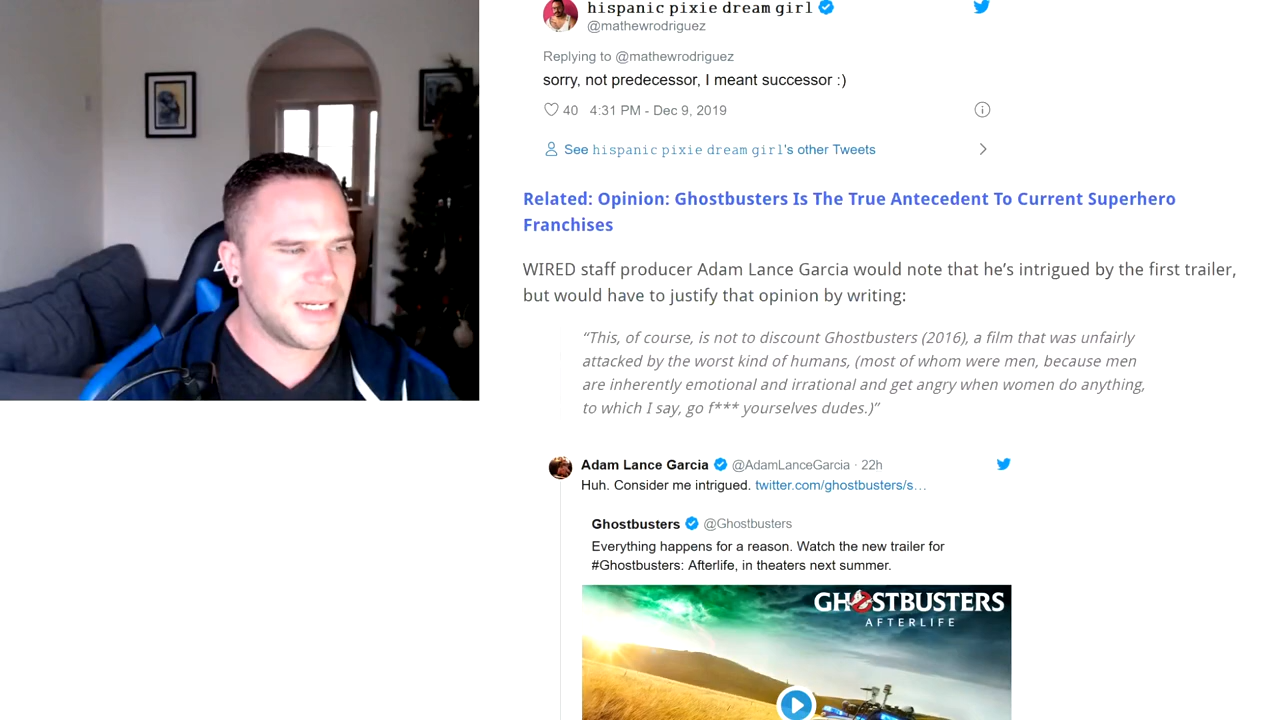 hispanic pixie dream girl
@mathewrodriguez
Replying to @mathewrodriguez
sorry, not predecessor, I meant successor :)
40 4:31 PM - Dec 9, 2019
See hispanic pixie dream girl's other Tweets
Related: Opinion: Ghostbusters Is The True Antecedent To Current Superhero
Franchises
WIRED staff producer Adam Lance Garcia would note that he’s intrigued by the first trailer,
but would have to justify that opinion by writing:
“This, of course, is not to discount Ghostbusters (2016), a film that was unfairly
attacked by the worst kind of humans, (most of whom were men, because men
are inherently emotional and irrational and get angry when women do anything,
to which I say, go f*** yourselves dudes.)”
Adam Lance Garcia @AdamLanceGarcia · 22h
Huh. Consider me intrigued. twitter.com/ghostbusters/s…
Ghostbusters @Ghostbusters
Everything happens for a reason. Watch the new trailer for
#Ghostbusters: Afterlife, in theaters next summer.
GHOSTBUSTERS
AFTERLIFE